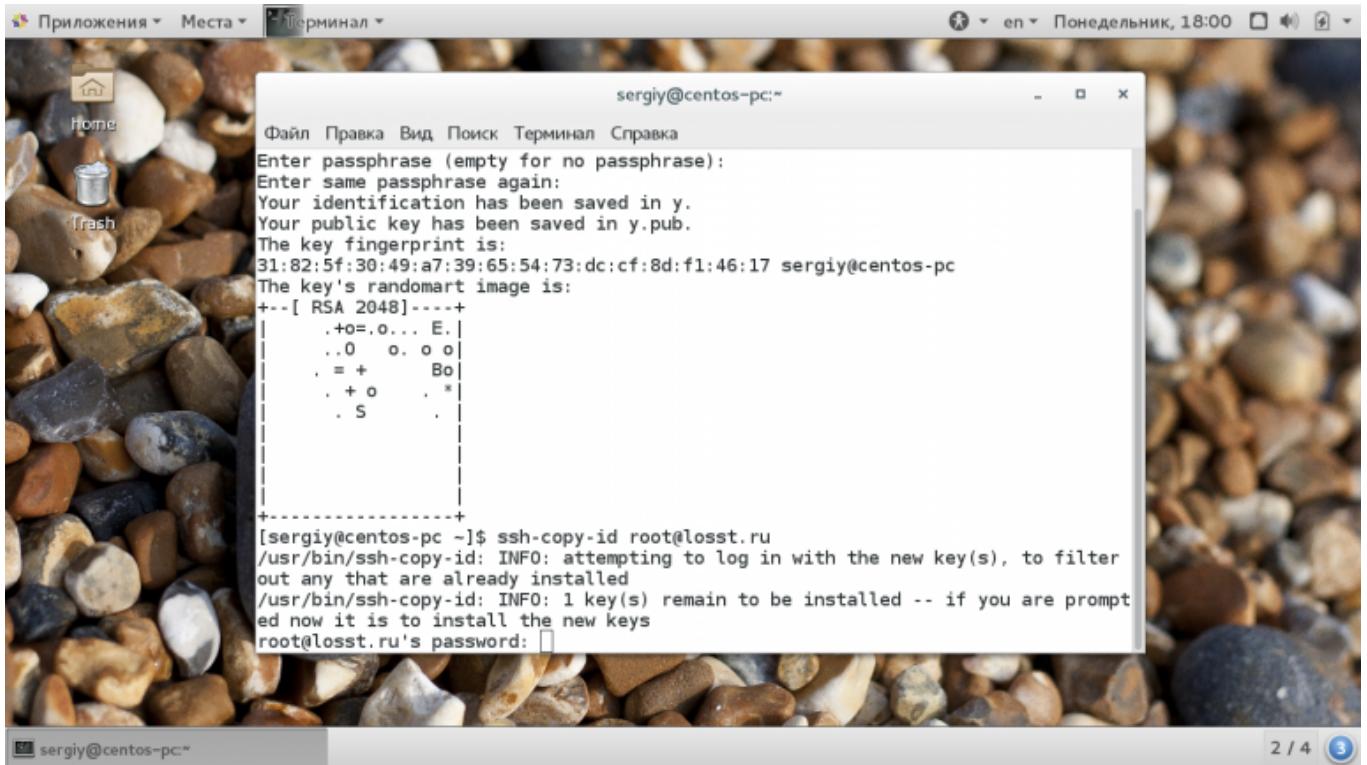 Приложения Места Терминал en Понедельник, 18:00
Home
Trash
sergiy@centos-pc:~
Файл Правка Вид Поиск Терминал Справка
Enter passphrase (empty for no passphrase):
Enter same passphrase again:
Your identification has been saved in y.
Your public key has been saved in y.pub.
The key fingerprint is:
31:82:5f:30:49:a7:39:65:54:73:dc:cf:8d:f1:46:17 sergiy@centos-pc
The key's randomart image is:
+--[ RSA 2048]----+
|     .+o=.o... E.|
|     ..O   o. o o|
|    . = +      Bo|
|     . + o    . *|
|      . S      . |
|                 |
|                 |
|                 |
|                 |
+-----------------+
[sergiy@centos-pc ~]$ ssh-copy-id root@losst.ru
/usr/bin/ssh-copy-id: INFO: attempting to log in with the new key(s), to filter
out any that are already installed
/usr/bin/ssh-copy-id: INFO: 1 key(s) remain to be installed -- if you are prompt
ed now it is to install the new keys
root@losst.ru's password:
sergiy@centos-pc:~ 2 / 4 3